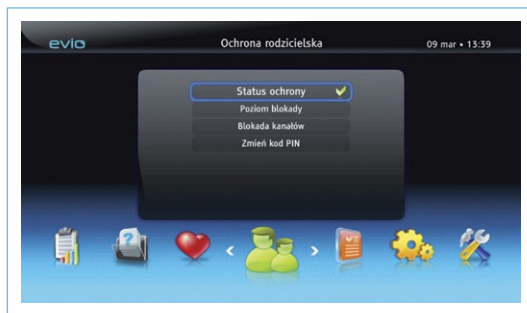 evio
Ochrona rodzicielska
09 mar • 13:39
Status ochrony
Poziom blokady
Blokada kanałów
Zmień kod PIN